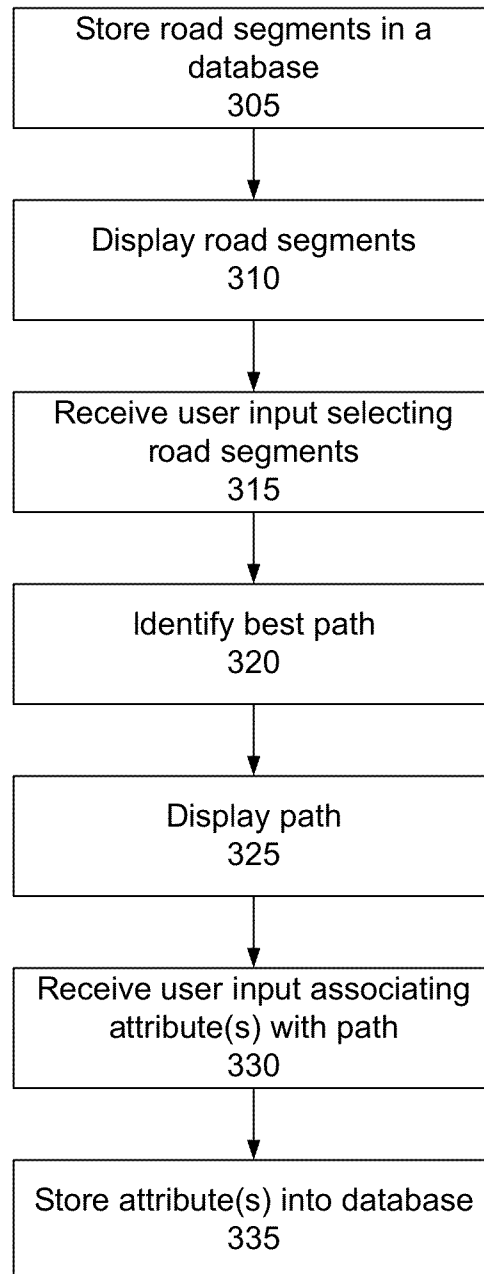 Store road segments in a
database
305
Display road segments
310
Receive user input selecting
road segments
315
Identify best path
320
Display path
325
Receive user input associating
attribute(s) with path
330
Store attribute(s) into database
335